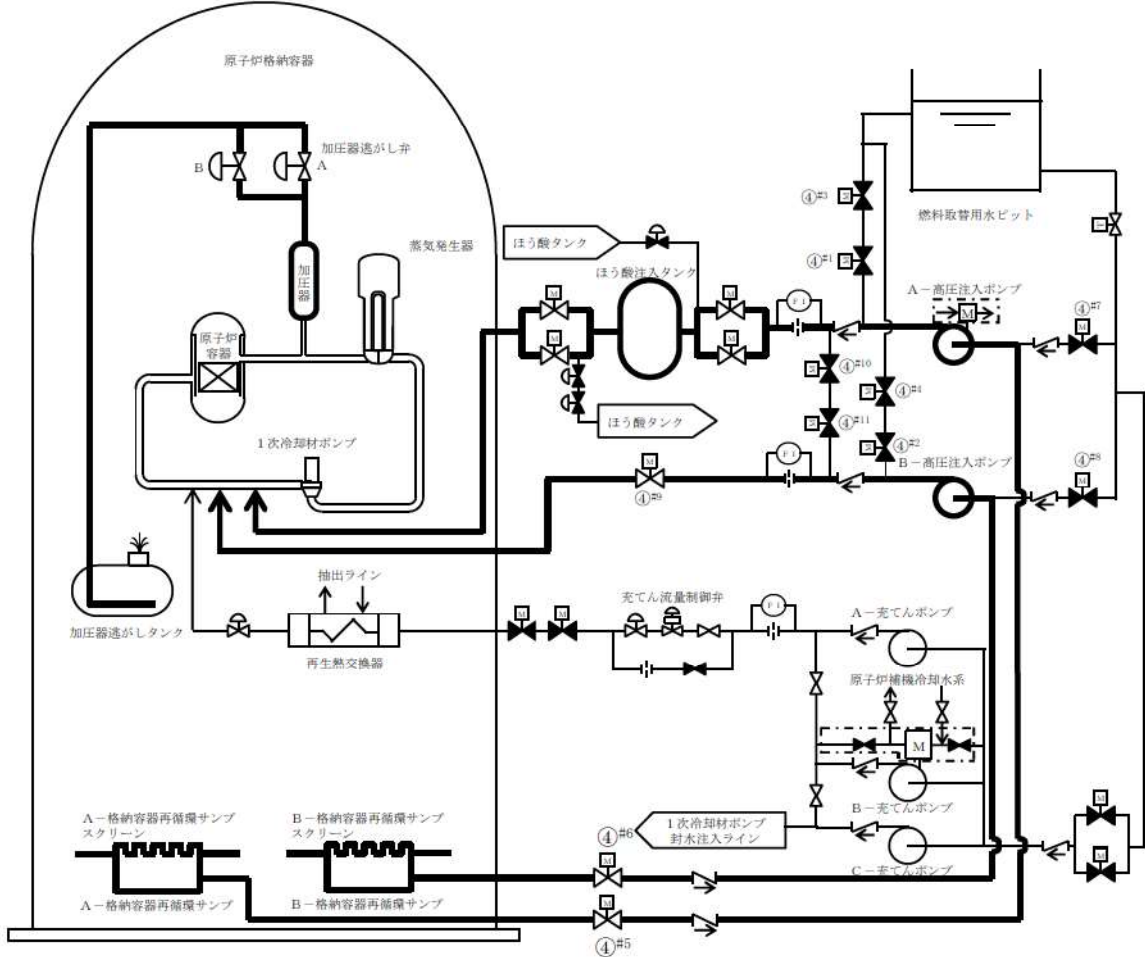 原子炉格納容器
加圧器逃がし弁
B
A
蒸気発生器
加圧器
原子炉
容器
1次冷却材ポンプ
ほう酸タンク
ほう酸注入タンク
M
M
M
M
ほう酸タンク
F I
④#3
M
④#1
M
燃料取替用水ピット
A-高圧注入ポンプ
M
④#7
M
④#10
M
④#4
M
④#11
M
④#2
M
B-高圧注入ポンプ
④#8
M
F I
M
④#9
加圧器逃がしタンク
抽出ライン
再生熱交換器
M
M
充てん流量制御弁
F I
A-充てんポンプ
原子炉補機冷却水系
M
B-充てんポンプ
1次冷却材ポンプ
封水注入ライン
C-充てんポンプ
M
M
A-格納容器再循環サンプ
スクリーン
B-格納容器再循環サンプ
スクリーン
④#6
M
A-格納容器再循環サンプ
B-格納容器再循環サンプ
M
④#5